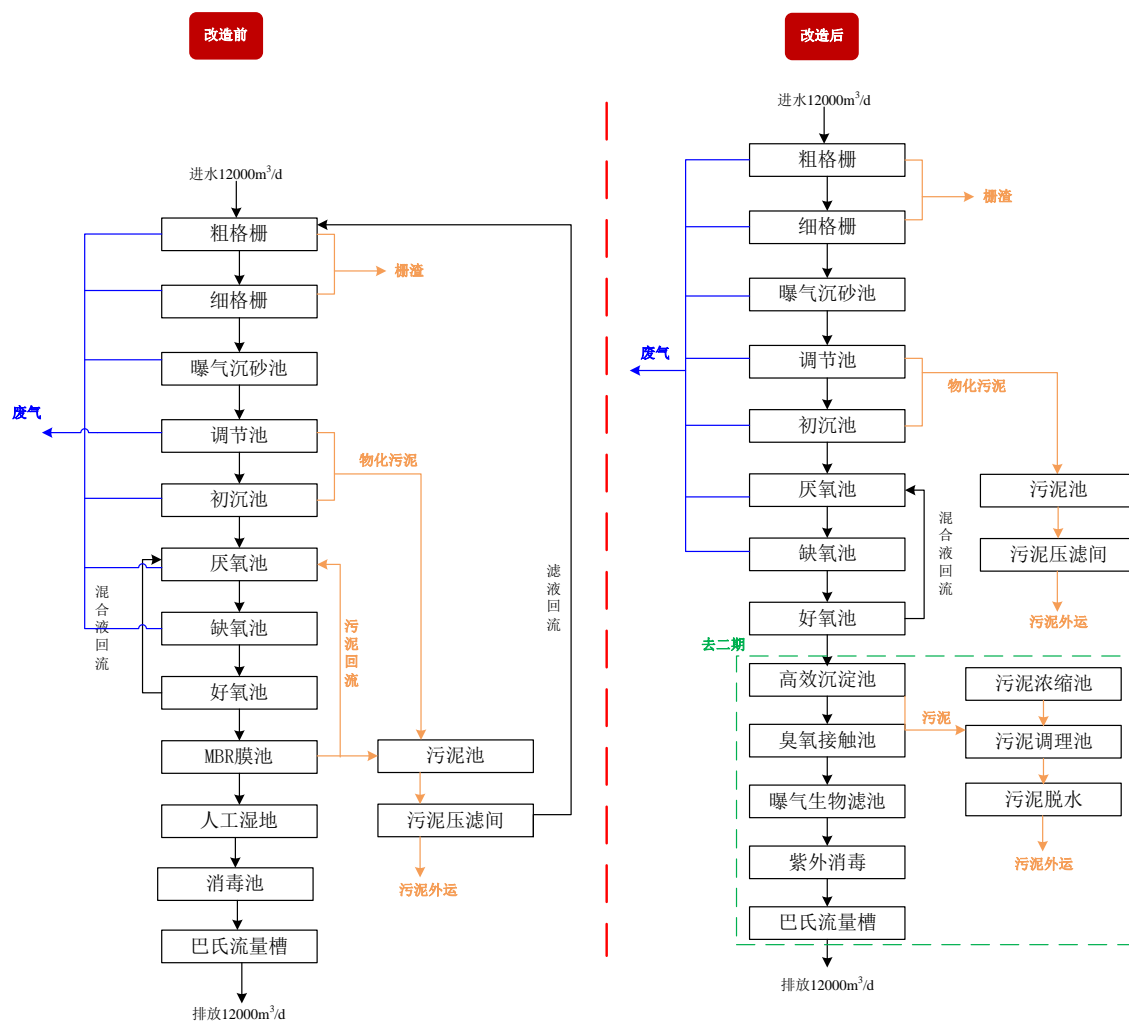 改造前
进水12000m³/d
粗格栅
栅渣
细格栅
曝气沉砂池
废气
调节池
物化污泥
初沉池
厌氧池
混合液回流
缺氧池
污泥回流
滤液回流
好氧池
MBR膜池
污泥池
人工湿地
污泥压滤间
消毒池
污泥外运
巴氏流量槽
排放12000m³/d
改造后
进水12000m³/d
粗格栅
栅渣
细格栅
曝气沉砂池
废气
调节池
物化污泥
初沉池
厌氧池
污泥池
混合液回流
缺氧池
污泥压滤间
好氧池
污泥外运
去二期
高效沉淀池
污泥浓缩池
污泥
臭氧接触池
污泥调理池
曝气生物滤池
污泥脱水
紫外消毒
污泥外运
巴氏流量槽
排放12000m³/d